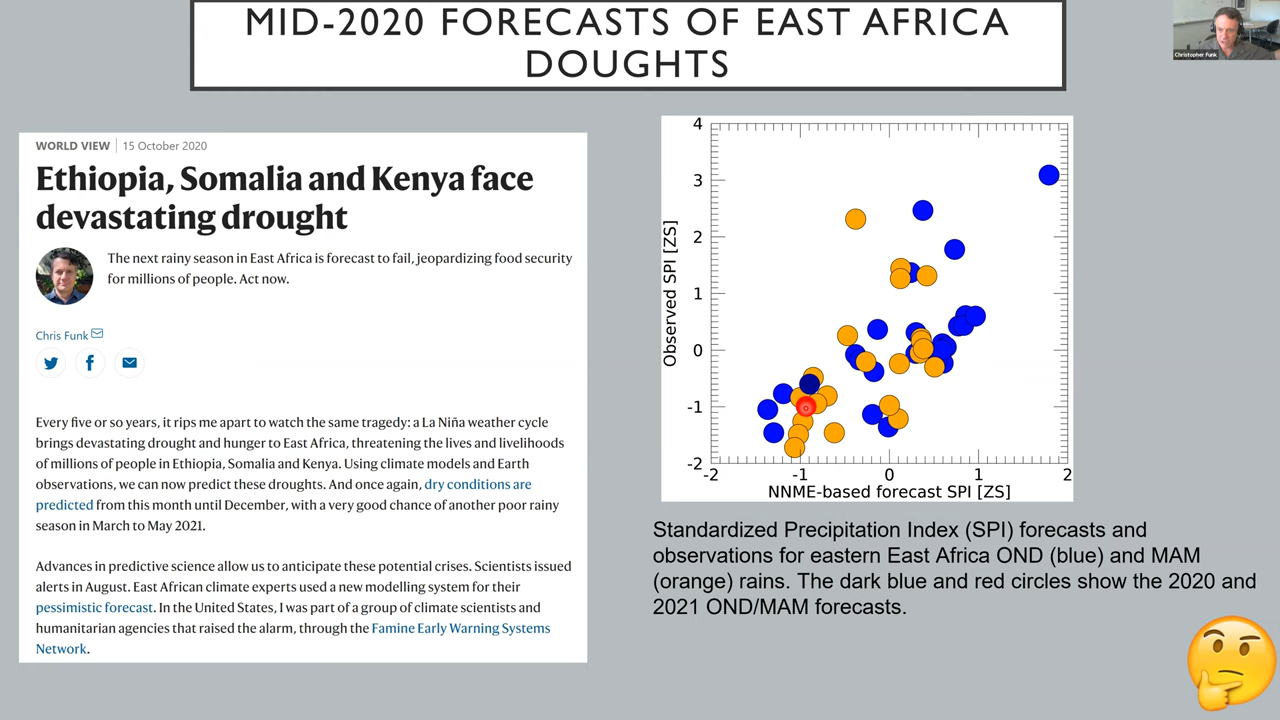 MID-2020 FORECASTS OF EAST AFRICA
DOUGHTS
Christopher Funk
WORLD VIEW | 15 October 2020
Ethiopia, Somalia and Kenya face
devastating drought
The next rainy season in East Africa is forecast to fail, jeopardizing food security
for millions of people. Act now.
Chris Funk
Every five or so years, it rips me apart to watch the same tragedy: a La Niña weather cycle
brings devastating drought and hunger to East Africa, threatening the lives and livelihoods
of millions of people in Ethiopia, Somalia and Kenya. Using climate models and Earth
observations, we can now predict these droughts. And once again, dry conditions are
predicted from this month until December, with a very good chance of another poor rainy
season in March to May 2021.
Advances in predictive science allow us to anticipate these potential crises. Scientists issued
alerts in August. East African climate experts used a new modelling system for their
pessimistic forecast. In the United States, I was part of a group of climate scientists and
humanitarian agencies that raised the alarm, through the Famine Early Warning Systems
Network.
Observed SPI [ZS]
4
3
2
1
0
-1
-2
-2 -1 0 1 2
NNME-based forecast SPI [ZS]
Standardized Precipitation Index (SPI) forecasts and
observations for eastern East Africa OND (blue) and MAM
(orange) rains. The dark blue and red circles show the 2020 and
2021 OND/MAM forecasts.